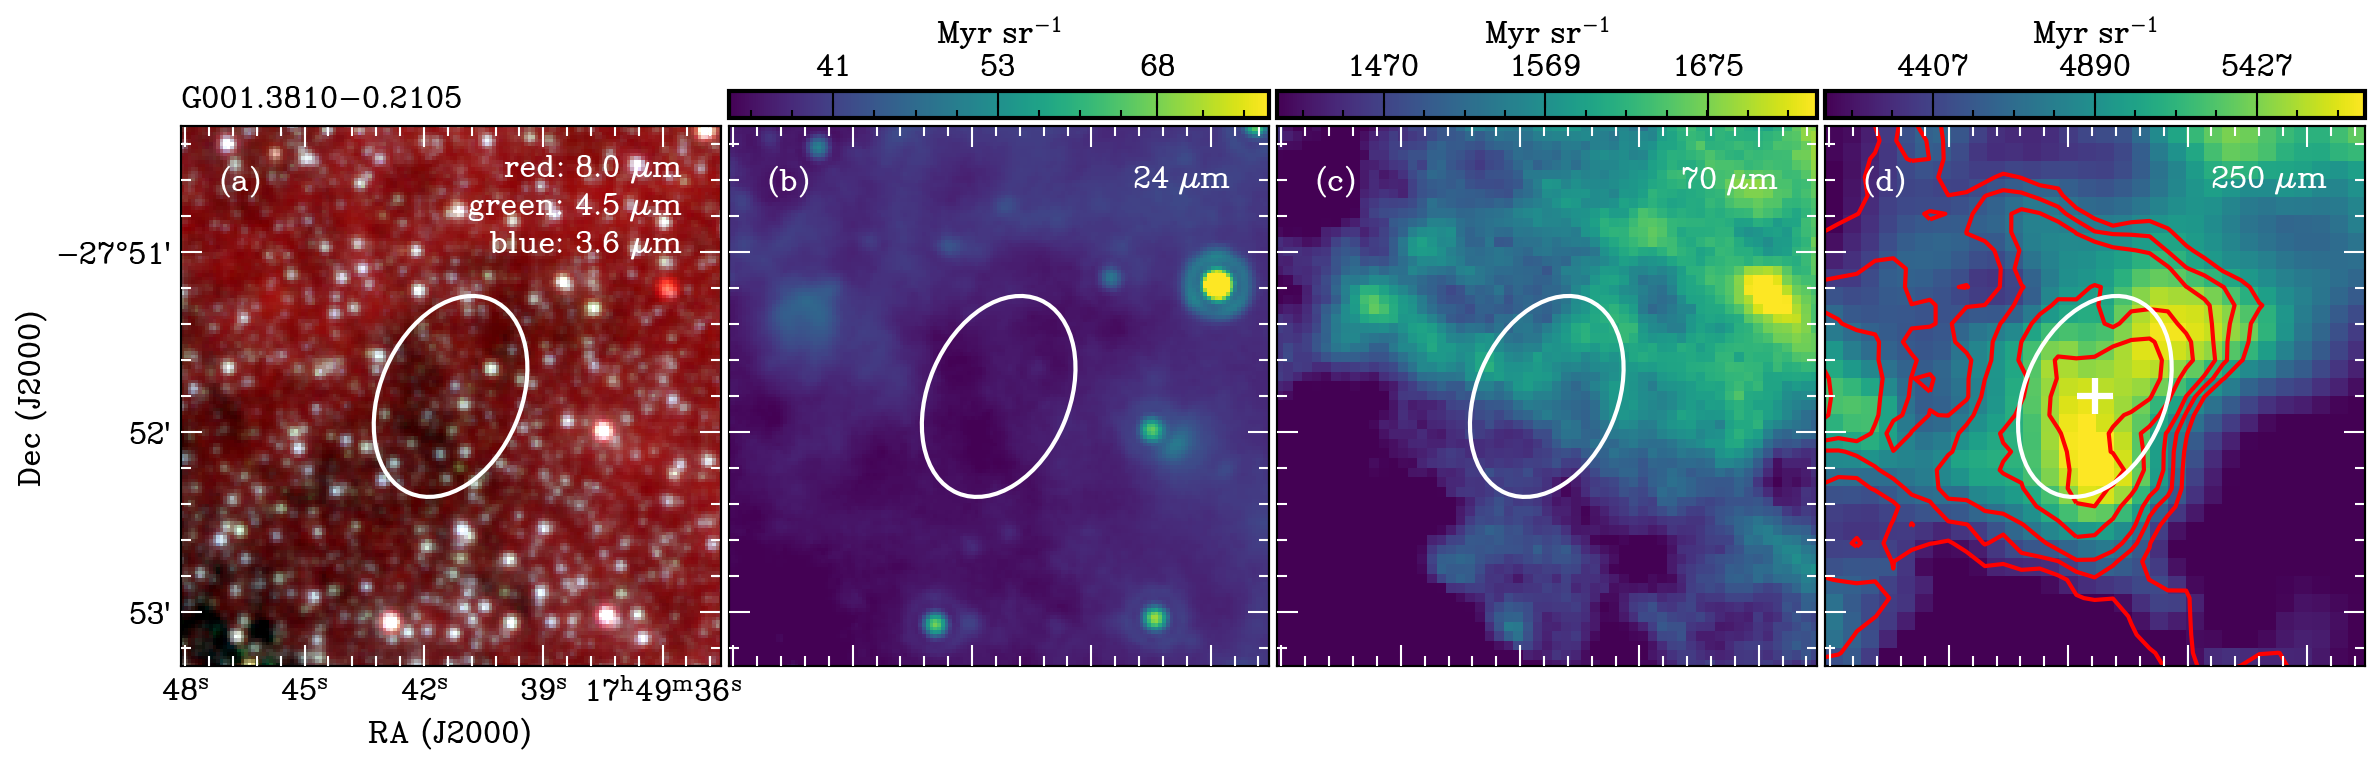 Myr sr⁻¹ Myr sr⁻¹ Myr sr⁻¹
41 53 68 1470 1569 1675 4407 4890 5427
G001.3810−0.2105
(a) red: 8.0 μm
green: 4.5 μm
blue: 3.6 μm
(b) 24 μm
(c) 70 μm
(d) 250 μm
−27°51'
52'
53'
Dec (J2000)
48ˢ 45ˢ 42ˢ 39ˢ 17ʰ49ᵐ36ˢ
RA (J2000)